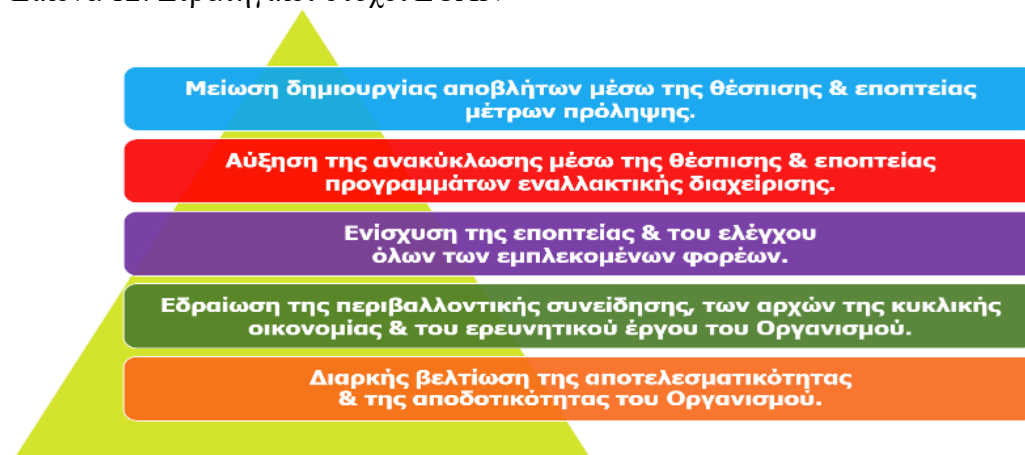 Μείωση δημιουργίας αποβλήτων μέσω της θέσπισης & εποπτείας
μέτρων πρόληψης.
Αύξηση της ανακύκλωσης μέσω της θέσπισης & εποπτείας
προγραμμάτων εναλλακτικής διαχείρισης.
Ενίσχυση της εποπτείας & του ελέγχου
όλων των εμπλεκομένων φορέων.
Εδραίωση της περιβαλλοντικής συνείδησης, των αρχών της κυκλικής
οικονομίας & του ερευνητικού έργου του Οργανισμού.
Διαρκής βελτίωση της αποτελεσματικότητας
& της αποδοτικότητας του Οργανισμού.